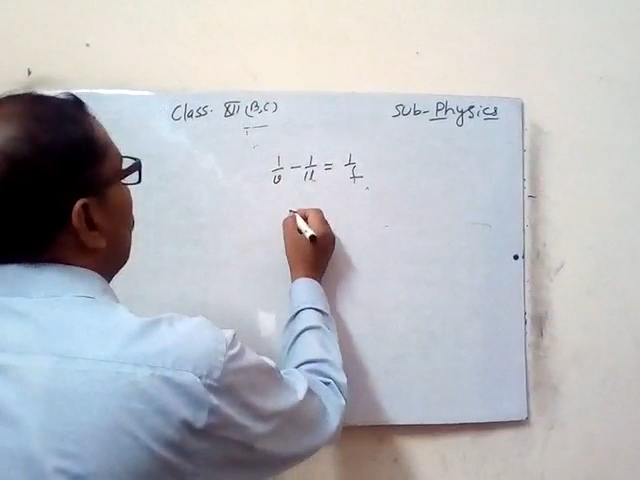 Class- XII (B,C)
Sub- Physics
1/v - 1/u = 1/f